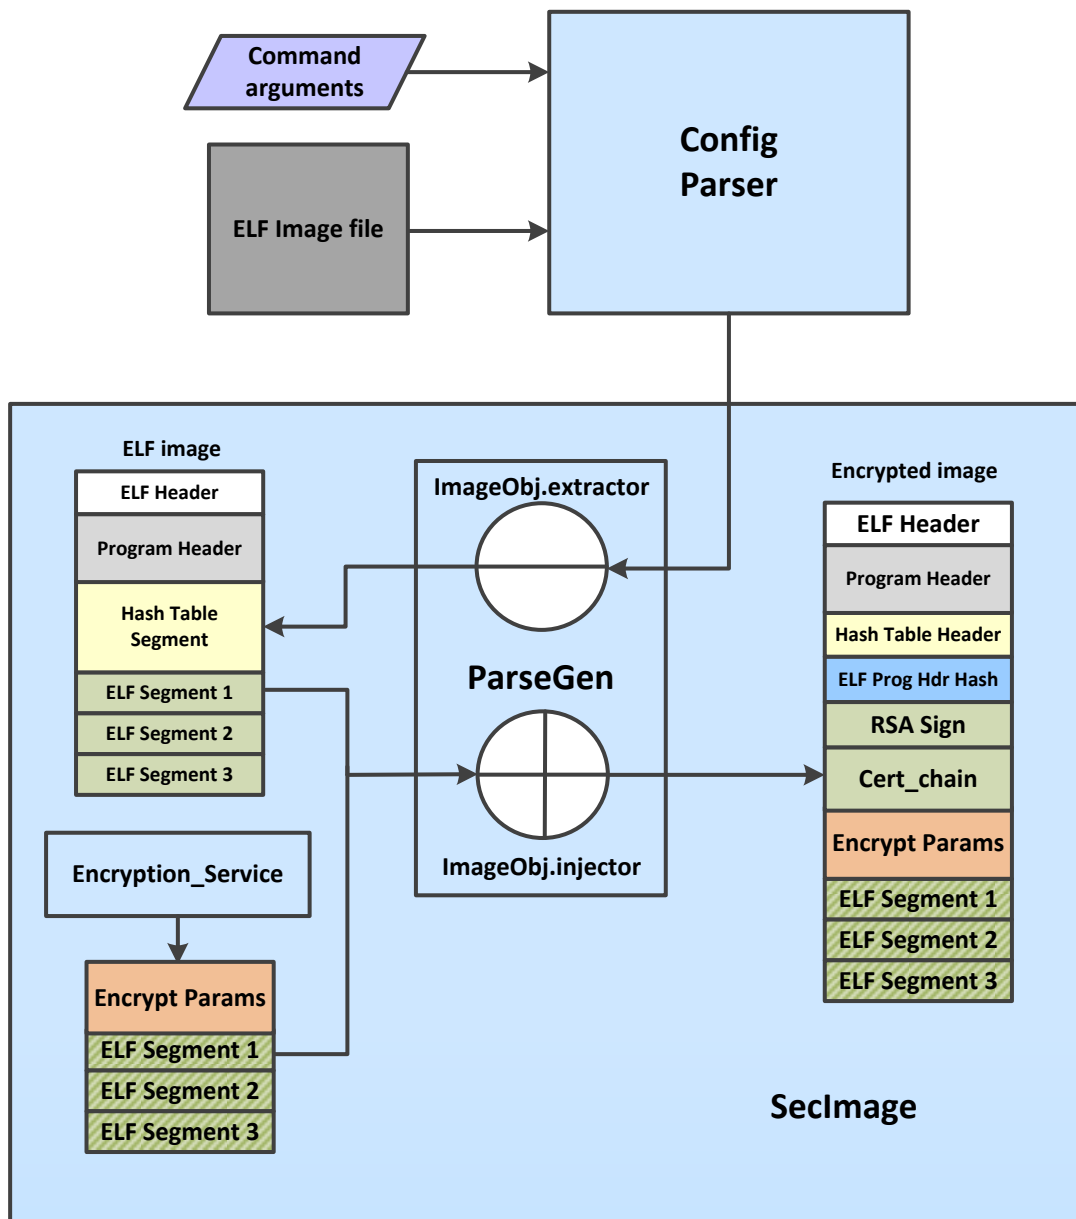 Command
arguments
ELF Image file
Config
Parser
ELF image
ELF Header
Program Header
Hash Table
Segment
ELF Segment 1
ELF Segment 2
ELF Segment 3
Encryption_Service
Encrypt Params
ELF Segment 1
ELF Segment 2
ELF Segment 3
ImageObj.extractor
ParseGen
ImageObj.injector
Encrypted image
ELF Header
Program Header
Hash Table Header
ELF Prog Hdr Hash
RSA Sign
Cert_chain
Encrypt Params
ELF Segment 1
ELF Segment 2
ELF Segment 3
SecImage